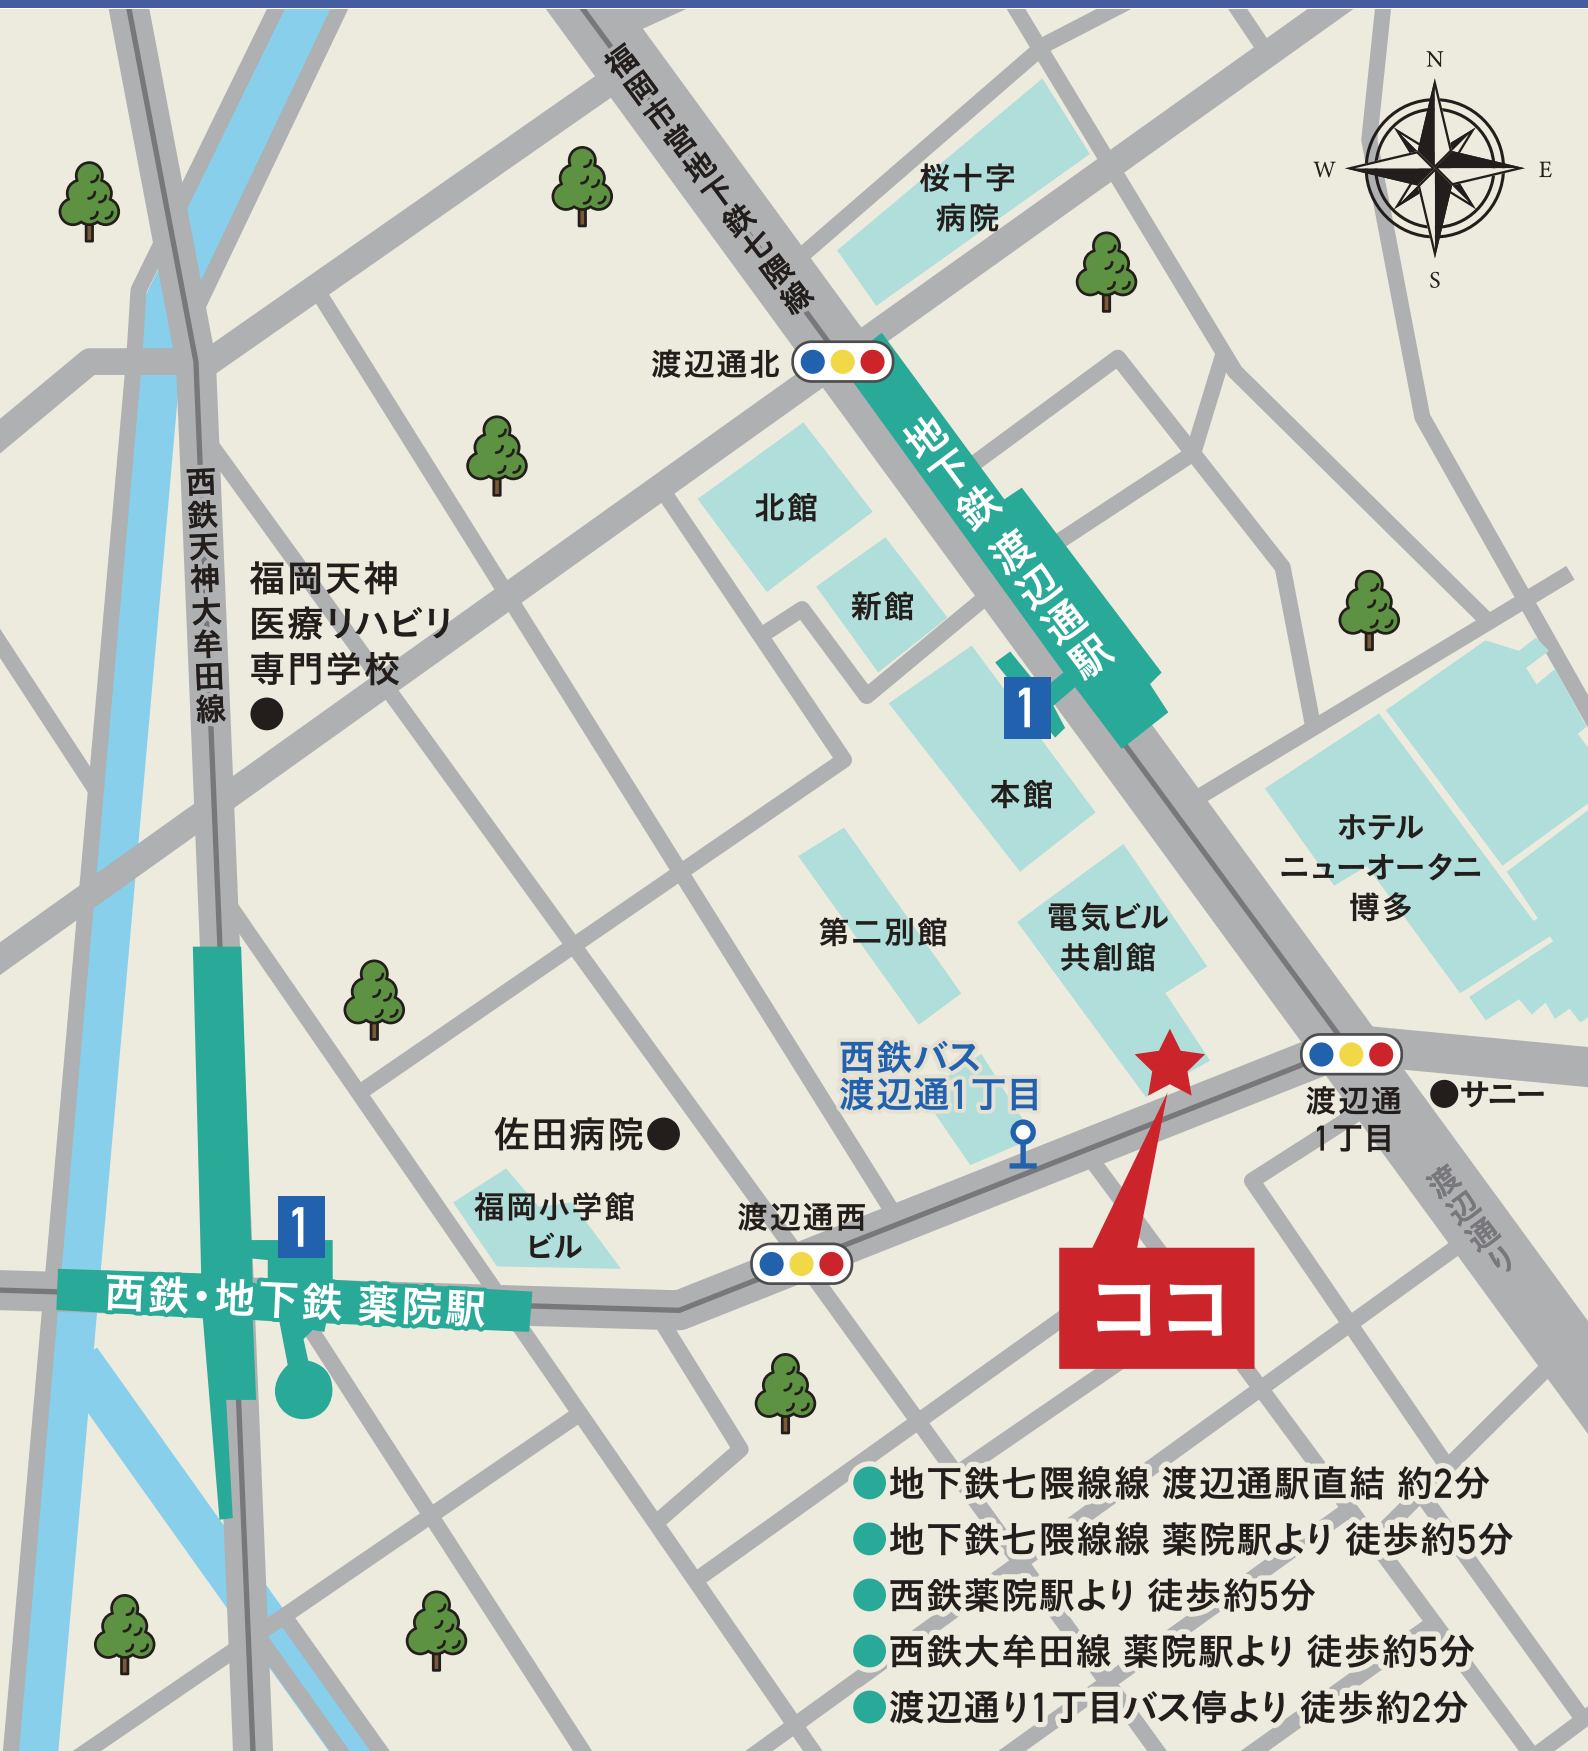 福岡市営地下鉄七隈線
N
W
E
S
桜十字
病院
渡辺通北
地下鉄 渡辺通駅
北館
新館
西鉄天神大牟田線
福岡天神
医療リハビリ
専門学校
1
本館
ホテル
ニューオータニ
博多
第二別館
電気ビル
共創館
西鉄バス
渡辺通1丁目
渡辺通
1丁目
サニー
佐田病院
福岡小学館
ビル
渡辺通西
渡辺通り
1
西鉄・地下鉄 薬院駅
ココ
●地下鉄七隈線線 渡辺通駅直結 約2分
●地下鉄七隈線線 薬院駅より 徒歩約5分
●西鉄薬院駅より 徒歩約5分
●西鉄大牟田線 薬院駅より 徒歩約5分
●渡辺通り1丁目バス停より 徒歩約2分